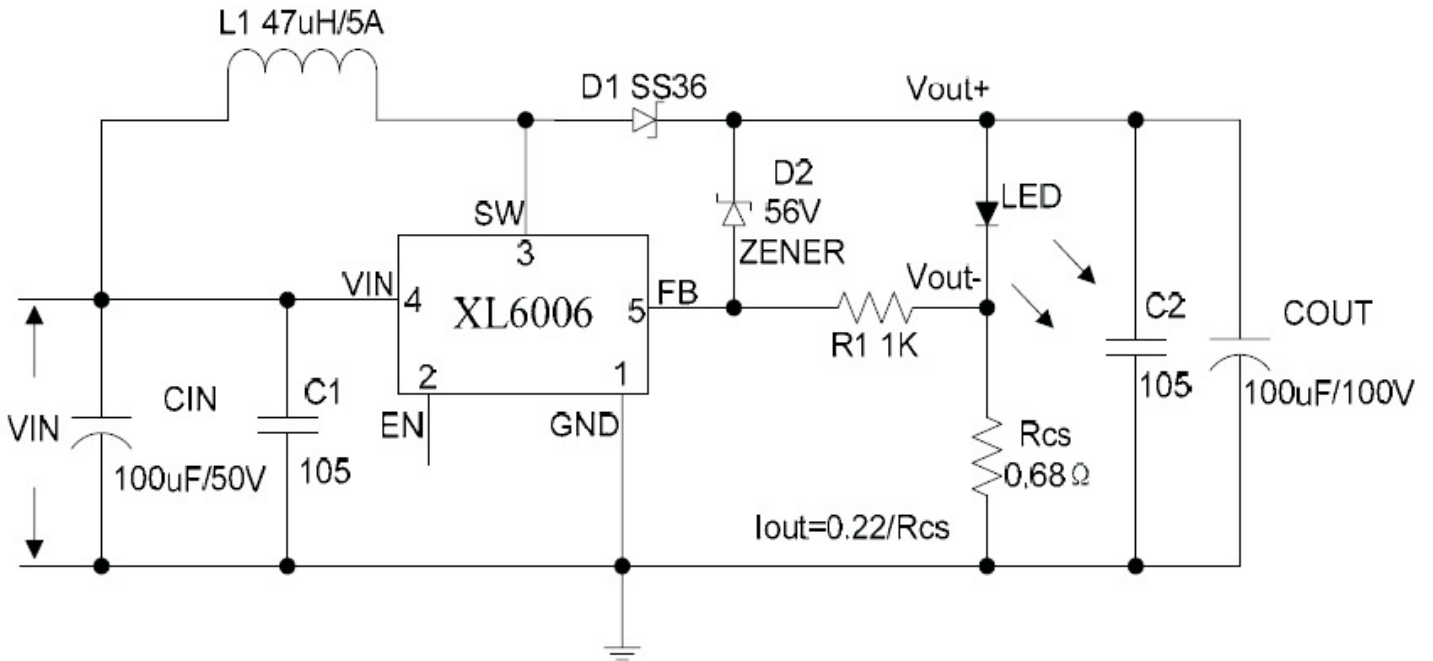 L1 47uH/5A
D1 SS36
Vout+
SW
3
D2
56V
ZENER
LED
VIN
4
XL6006
5
FB
Vout-
R1 1K
C2
105
COUT
100uF/100V
2
1
EN
GND
VIN
CIN
100uF/50V
C1
105
Rcs
0,68Ω
Iout=0.22/Rcs